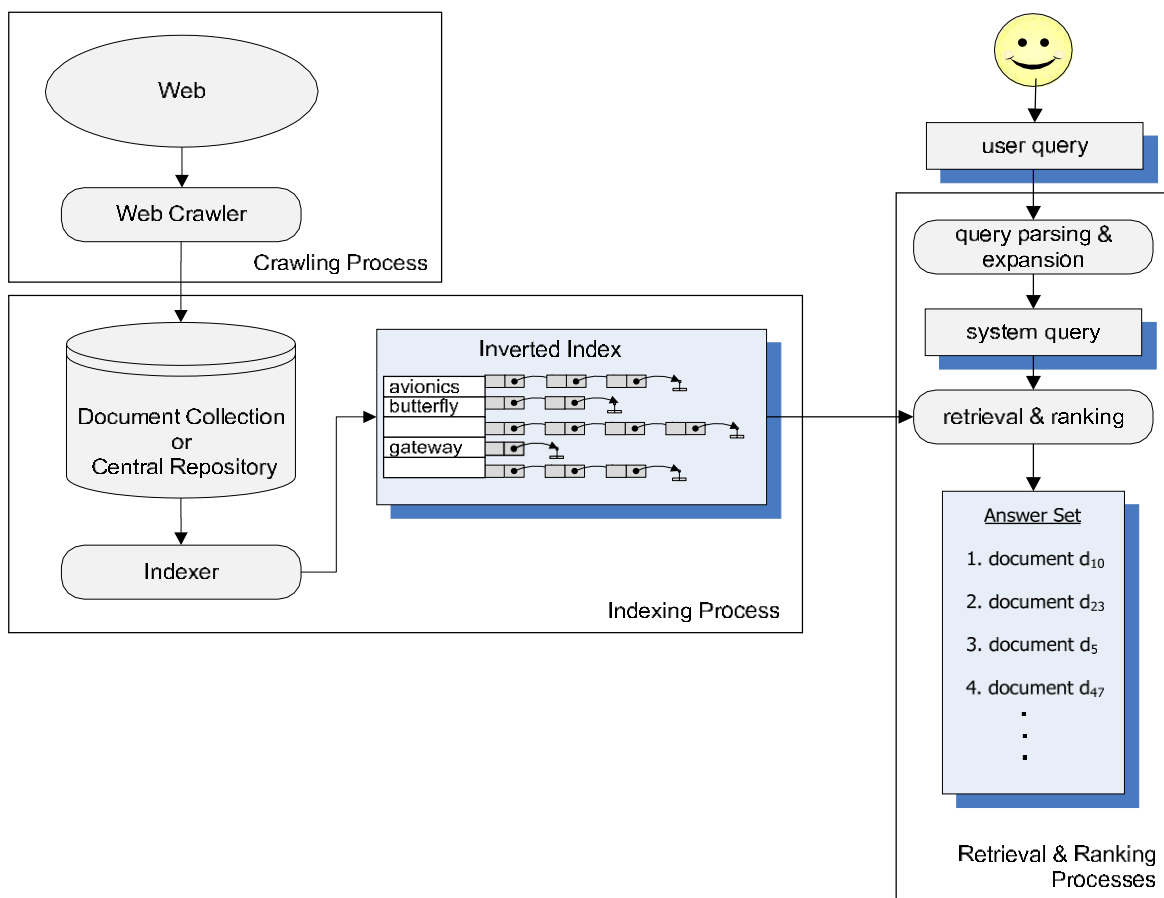 Web
Web Crawler
Crawling Process
Document Collection
or
Central Repository
Indexer
Inverted Index
avionics
butterfly
gateway
Indexing Process
user query
query parsing &
expansion
system query
retrieval & ranking
Answer Set
1. document d10
2. document d23
3. document d5
4. document d47
Retrieval & Ranking
Processes